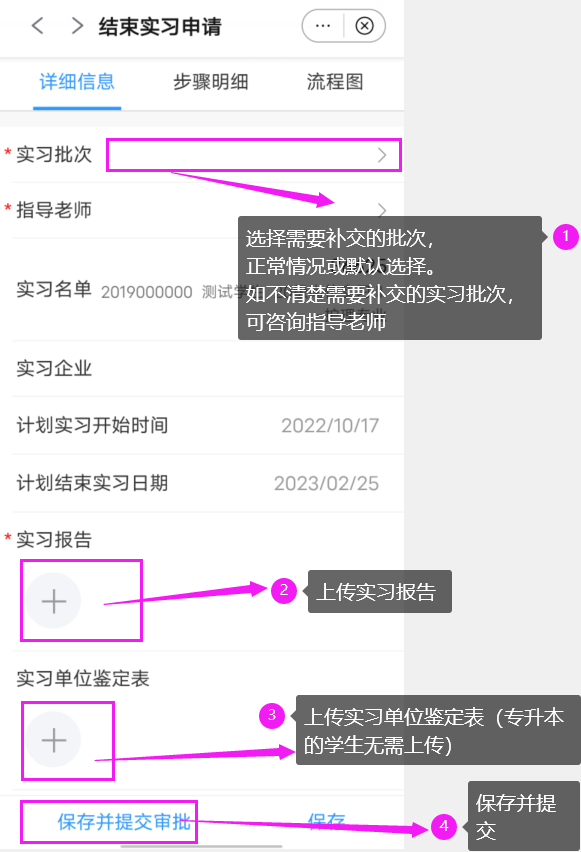 结束实习申请
详细信息 步骤明细 流程图
* 实习批次
* 指导老师
1
选择需要补交的批次，
正常情况或默认选择。
如不清楚需要补交的实习批次，
可咨询指导老师
实习名单 2019000000 测试学
实习企业
计划实习开始时间 2022/10/17
计划结束实习日期 2023/02/25
* 实习报告
2 上传实习报告
实习单位鉴定表
3 上传实习单位鉴定表（专升本
的学生无需上传）
保存并提交审批 保存
4 保存并提
交